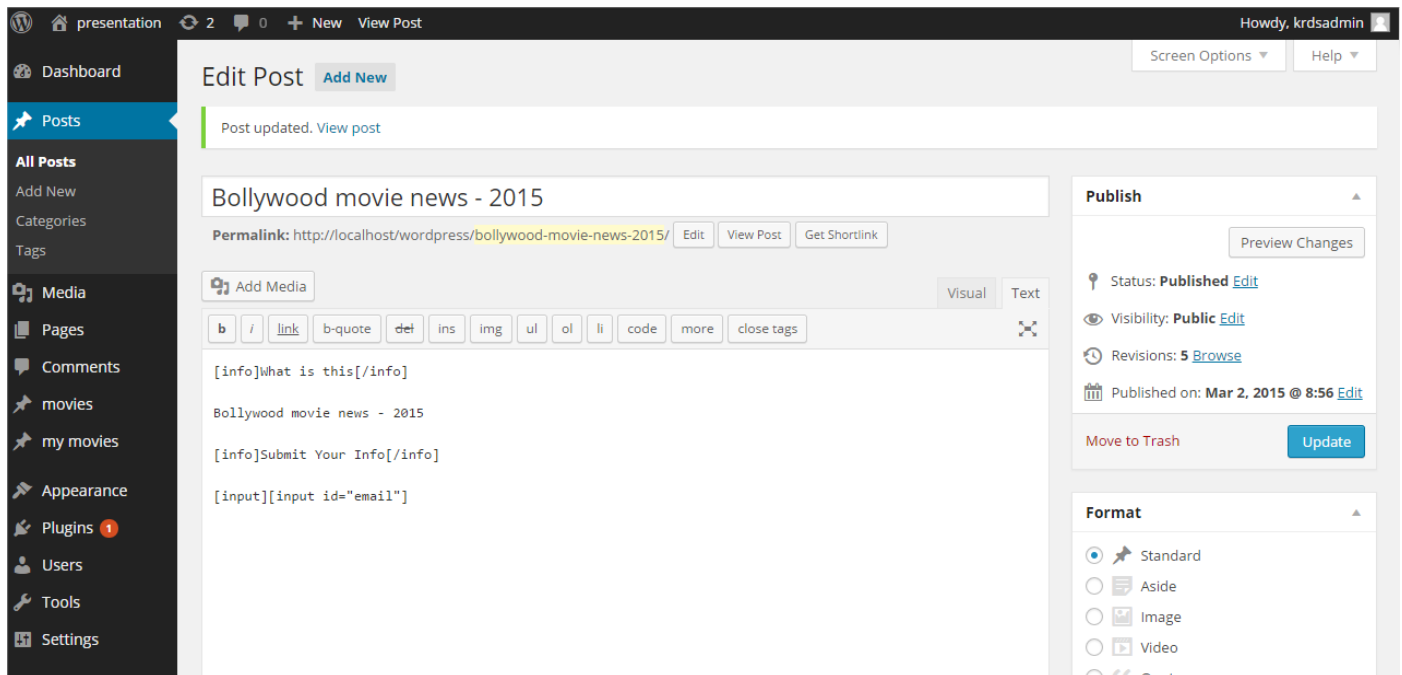 presentation 2 0 New View Post Howdy, krdsadmin
Screen Options Help
Dashboard
Posts
All Posts
Add New
Categories
Tags
Media
Pages
Comments
movies
my movies
Appearance
Plugins 1
Users
Tools
Settings
Edit Post Add New
Post updated. View post
Bollywood movie news - 2015
Permalink: http://localhost/wordpress/bollywood-movie-news-2015/ Edit View Post Get Shortlink
Add Media
Visual Text
b i link b-quote del ins img ul ol li code more close tags
[info]What is this[/info]
Bollywood movie news - 2015
[info]Submit Your Info[/info]
[input][input id="email"]
Publish
Preview Changes
Status: Published Edit
Visibility: Public Edit
Revisions: 5 Browse
Published on: Mar 2, 2015 @ 8:56 Edit
Move to Trash Update
Format
Standard
Aside
Image
Video